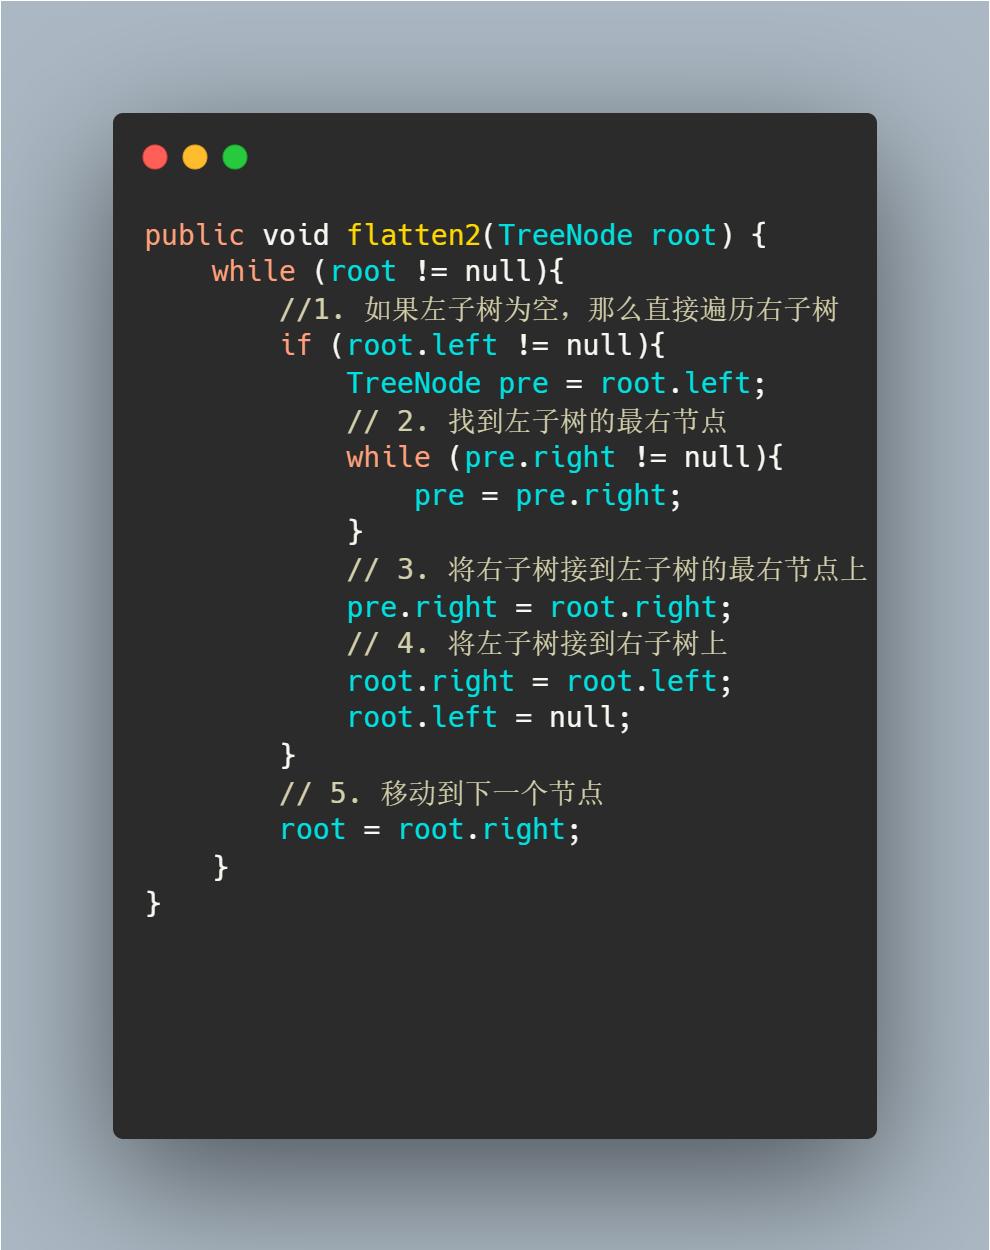 public void flatten2(TreeNode root) {
    while (root != null){
        //1. 如果左子树为空，那么直接遍历右子树
        if (root.left != null){
            TreeNode pre = root.left;
            // 2. 找到左子树的最右节点
            while (pre.right != null){
                pre = pre.right;
            }
            // 3. 将右子树接到左子树的最右节点上
            pre.right = root.right;
            // 4. 将左子树接到右子树上
            root.right = root.left;
            root.left = null;
        }
        // 5. 移动到下一个节点
        root = root.right;
    }
}